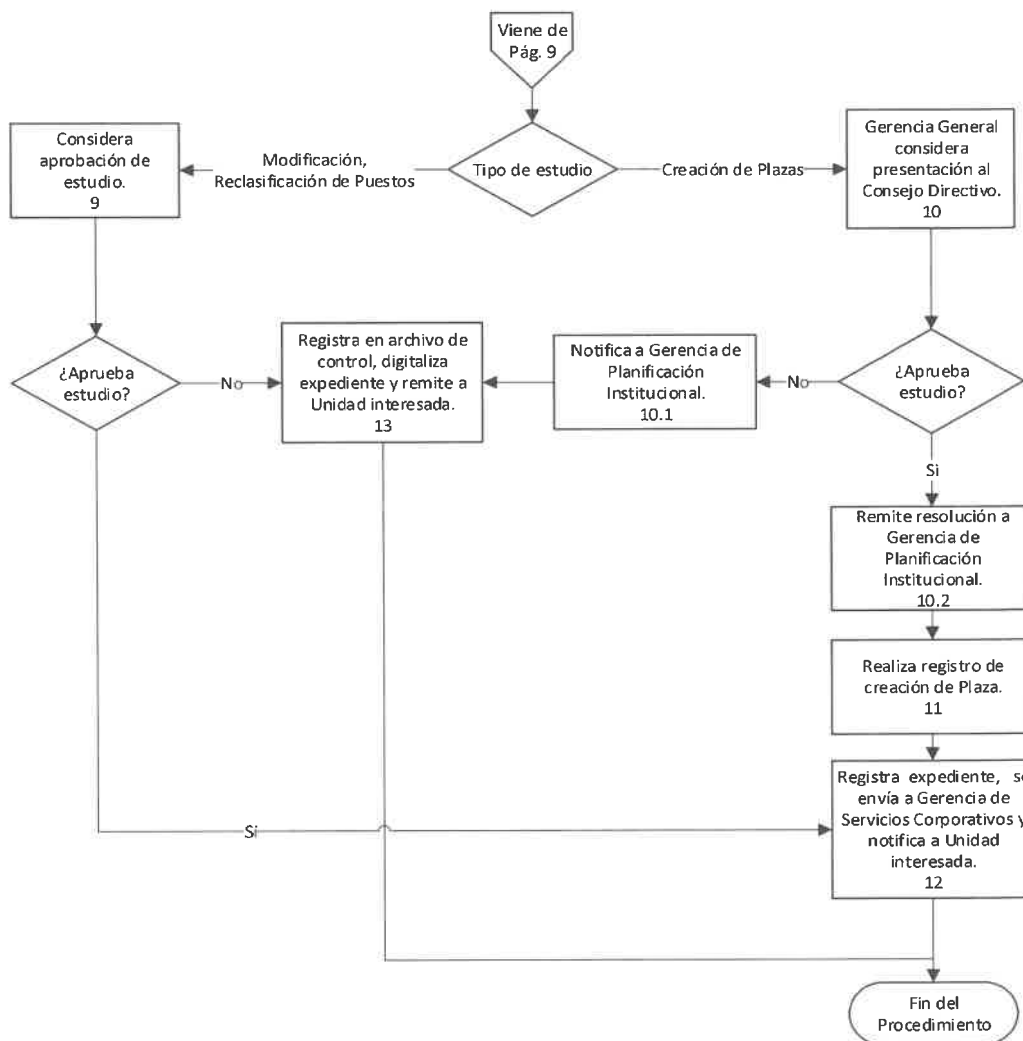 Viene de
Pág. 9
Considera
aprobación de
estudio.
9
Modificación,
Reclasificación de Puestos
Tipo de estudio
Creación de Plazas
Gerencia General
considera
presentación al
Consejo Directivo.
10
¿Aprueba
estudio?
No
Registra en archivo de
control, digitaliza
expediente y remite a
Unidad interesada.
13
Notifica a Gerencia de
Planificación
Institucional.
10.1
No
¿Aprueba
estudio?
Si
Remite resolución a
Gerencia de
Planificación
Institucional.
10.2
Realiza registro de
creación de Plaza.
11
Si
Registra expediente, se
envía a Gerencia de
Servicios Corporativos y
notifica a Unidad
interesada.
12
Fin del
Procedimiento